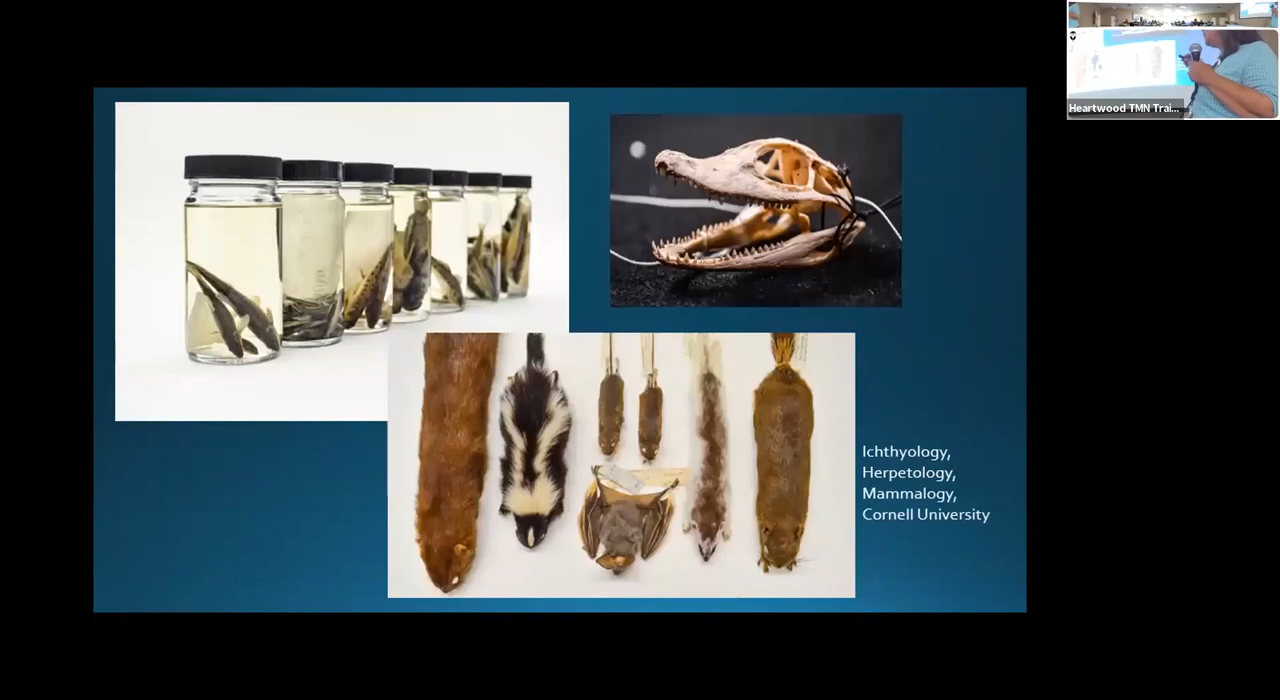 Heartwood TMN Trai...
Ichthyology,
Herpetology,
Mammalogy,
Cornell University